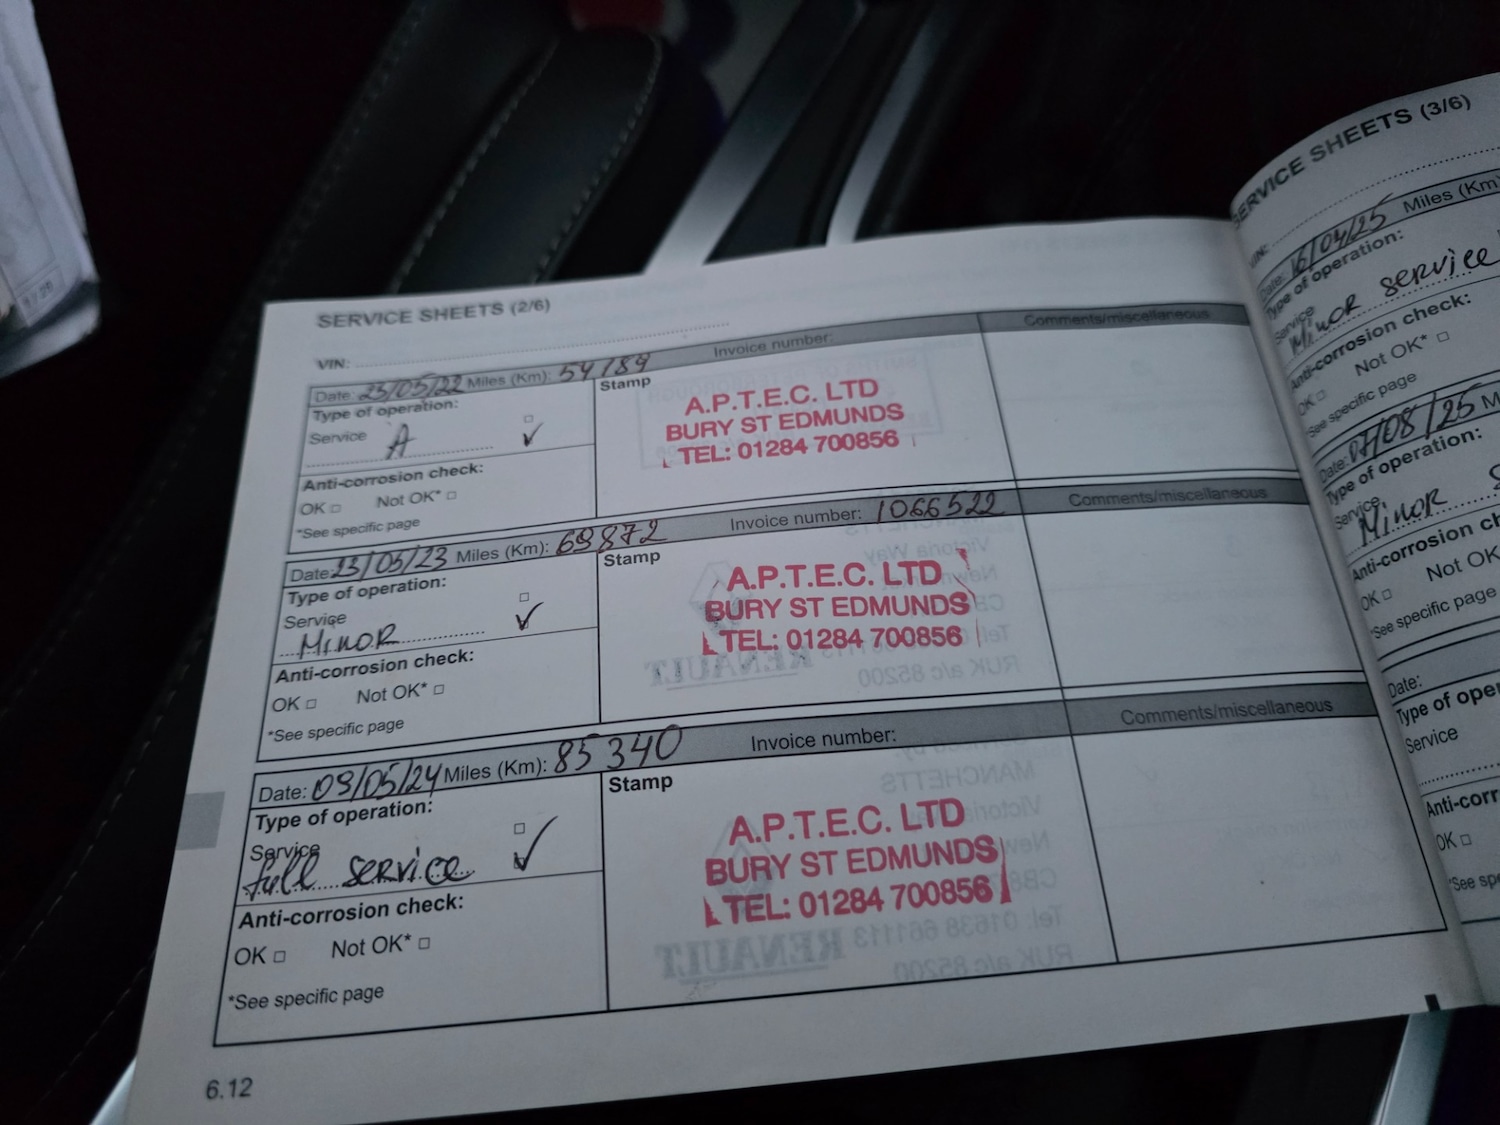 SERVICE SHEETS (2/6)
VIN:
Date: 23/05/22 Miles (Km): 54189 Invoice number: Comments/miscellaneous
Type of operation:
Service A
Stamp
A.P.T.E.C. LTD
BURY ST EDMUNDS
TEL: 01284 700856
Anti-corrosion check:
OK Not OK*
*See specific page
Date: 23/05/23 Miles (Km): 69872 Invoice number: 1066522 Comments/miscellaneous
Type of operation:
Service
Minor
Stamp
A.P.T.E.C. LTD
BURY ST EDMUNDS
TEL: 01284 700856
Anti-corrosion check:
OK Not OK*
*See specific page
Date: 09/05/24 Miles (Km): 85340 Invoice number: Comments/miscellaneous
Type of operation:
Service
full service
Stamp
A.P.T.E.C. LTD
BURY ST EDMUNDS
TEL: 01284 700856
Anti-corrosion check:
OK Not OK*
*See specific page
6.12
SERVICE SHEETS (3/6)
VIN:
Date: 16/04/25 Miles (Km)
Type of operation:
Service
Minor service
Anti-corrosion check:
OK Not OK*
*See specific page
Date: 07/08/25
Type of operation:
Service
Minor
Anti-corrosion
OK Not OK
*See specific page
Date:
Type of
Service
OK
*See